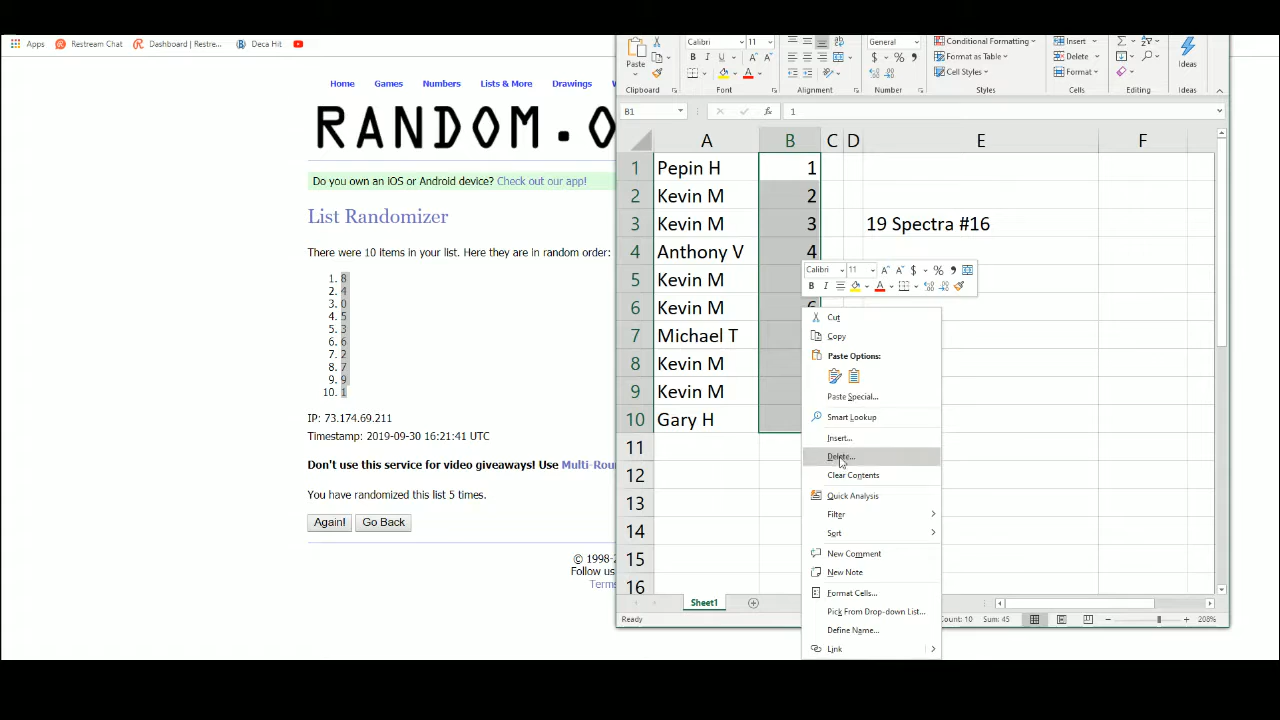 Apps Restream Chat Dashboard | Restre... Deca Hit
Home Games Numbers Lists & More Drawings
RANDOM.O
Do you own an iOS or Android device? Check out our app!
List Randomizer
There were 10 items in your list. Here they are in random order:
1. 8
2. 4
3. 0
4. 5
5. 3
6. 6
7. 2
8. 7
9. 9
10. 1
IP: 73.174.69.211
Timestamp: 2019-09-30 16:21:41 UTC
Don't use this service for video giveaways! Use Multi-Rou
You have randomized this list 5 times.
Again! Go Back
© 1998-2
Follow us
Terms
Paste
Calibri 11
B I U
General
$ % ,
Conditional Formatting
Format as Table
Cell Styles
Insert
Delete
Format
Ideas
Clipboard Font Alignment Number Styles Cells Editing Ideas
B1 fx 1
A B C D E F
1 Pepin H 1
2 Kevin M 2
3 Kevin M 3 19 Spectra #16
4 Anthony V 4
5 Kevin M
6 Kevin M 6
7 Michael T
8 Kevin M
9 Kevin M
10 Gary H
11
12
13
14
15
16
Calibri 11 A A $ % ,
B I A
Cut
Copy
Paste Options:
Paste Special...
Smart Lookup
Insert...
Delete...
Clear Contents
Quick Analysis
Filter
Sort
New Comment
New Note
Format Cells...
Pick From Drop-down List...
Define Name...
Link
Sheet1
Ready Count: 10 Sum: 45 208%